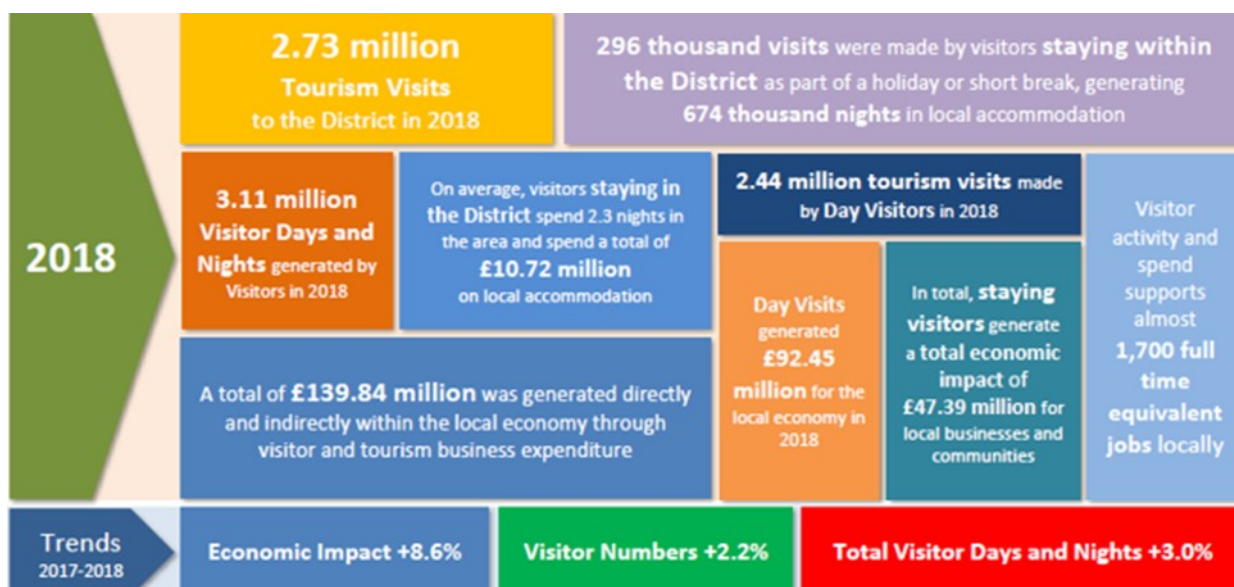 2018
2.73 million
Tourism Visits
to the District in 2018
296 thousand visits were made by visitors staying within
the District as part of a holiday or short break, generating
674 thousand nights in local accommodation
3.11 million
Visitor Days and
Nights generated by
Visitors in 2018
On average, visitors staying in
the District spend 2.3 nights in
the area and spend a total of
£10.72 million
on local accommodation
2.44 million tourism visits made
by Day Visitors in 2018
Visitor
activity and
spend
supports
almost
1,700 full
time
equivalent
jobs locally
A total of £139.84 million was generated directly
and indirectly within the local economy through
visitor and tourism business expenditure
Day Visits
generated
£92.45
million for the
local economy in
2018
In total, staying
visitors generate
a total economic
impact of
£47.39 million for
local businesses and
communities
Trends
2017-2018
Economic Impact +8.6%
Visitor Numbers +2.2%
Total Visitor Days and Nights +3.0%